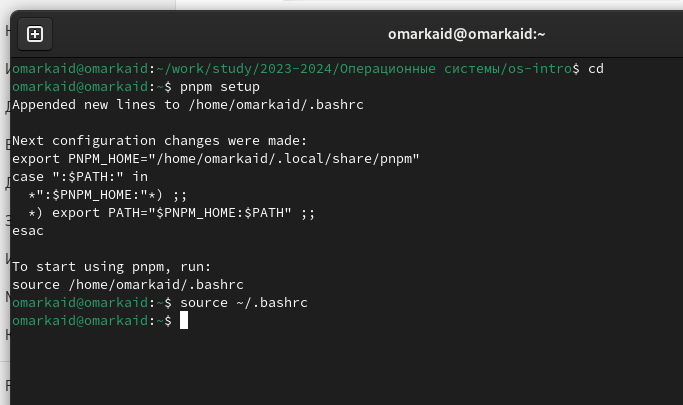 omarkaid@omarkaid:~
omarkaid@omarkaid:~/work/study/2023-2024/Операционные системы/os-intro$ cd
omarkaid@omarkaid:~$ pnpm setup
Appended new lines to /home/omarkaid/.bashrc

Next configuration changes were made:
export PNPM_HOME="/home/omarkaid/.local/share/pnpm"
case ":$PATH:" in
  *":$PNPM_HOME:"*) ;;
  *) export PATH="$PNPM_HOME:$PATH" ;;
esac

To start using pnpm, run:
source /home/omarkaid/.bashrc
omarkaid@omarkaid:~$ source ~/.bashrc
omarkaid@omarkaid:~$